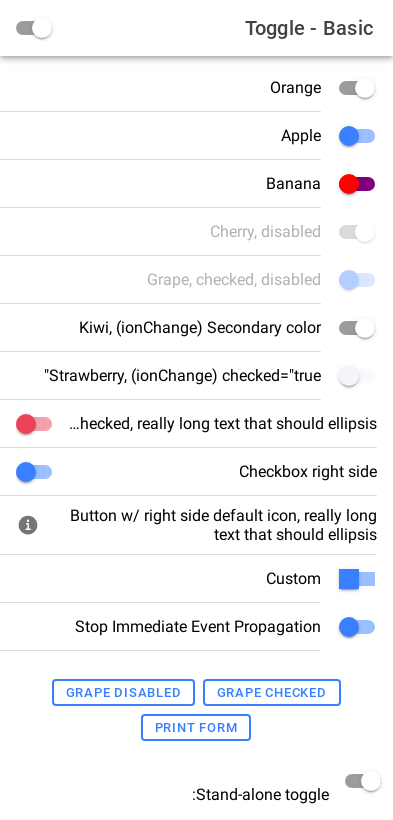 Toggle - Basic
Orange
Apple
Banana
Cherry, disabled
Grape, checked, disabled
Kiwi, (ionChange) Secondary color
"Strawberry, (ionChange) checked="true
...hecked, really long text that should ellipsis
Checkbox right side
Button w/ right side default icon, really long
text that should ellipsis
Custom
Stop Immediate Event Propagation
GRAPE DISABLED GRAPE CHECKED
PRINT FORM
:Stand-alone toggle